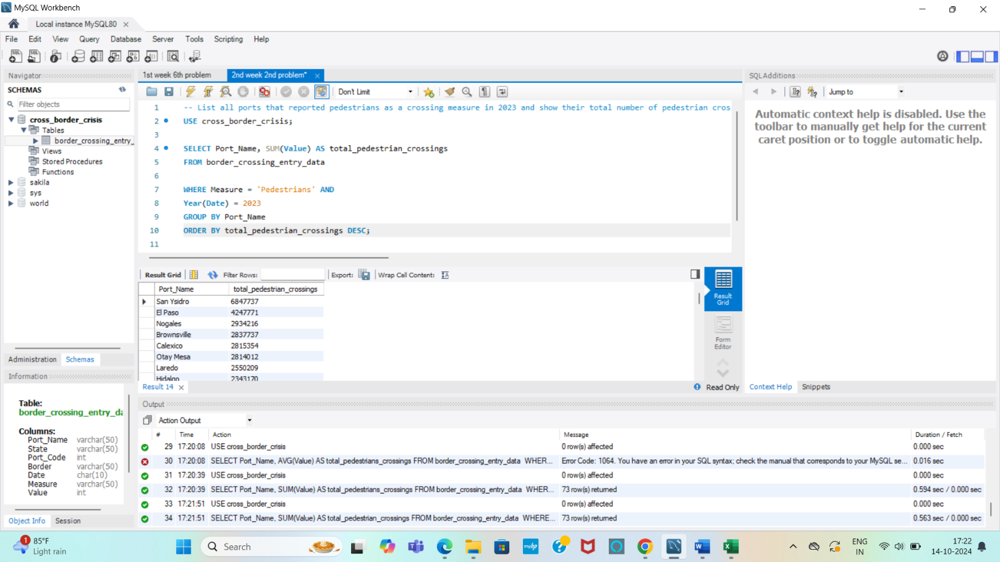 MySQL Workbench
Local instance MySQL80
File Edit View Query Database Server Tools Scripting Help
Navigator
SCHEMAS
Filter objects
cross_border_crisis
Tables
border_crossing_entry_
Views
Stored Procedures
Functions
sakila
sys
world
Administration Schemas
Information
Table:
border_crossing_entry_da
Columns:
Port_Name varchar(50)
State varchar(50)
Port_Code int
Border varchar(50)
Date char(10)
Measure varchar(50)
Value int
Object Info Session
1st week 6th problem 2nd week 2nd problem*
Don't Limit
1 -- List all ports that reported pedestrians as a crossing measure in 2023 and show their total number of pedestrian cros
2 USE cross_border_crisis;
3
4 SELECT Port_Name, SUM(Value) AS total_pedestrian_crossings
5 FROM border_crossing_entry_data
6
7 WHERE Measure = 'Pedestrians' AND
8 Year(Date) = 2023
9 GROUP BY Port_Name
10 ORDER BY total_pedestrian_crossings DESC;
11
Result Grid Filter Rows: Export: Wrap Cell Content:
Port_Name total_pedestrian_crossings
San Ysidro 6847737
El Paso 4247771
Nogales 2934216
Brownsville 2837737
Calexico 2815354
Otay Mesa 2814012
Laredo 2550209
Hidalgo 2343170
Result Grid
Form Editor
Result 14
Read Only
SQLAdditions
Jump to
Automatic context help is disabled. Use the
toolbar to manually get help for the current
caret position or to toggle automatic help.
Context Help Snippets
Output
Action Output
# Time Action Message Duration / Fetch
29 17:20:08 USE cross_border_crisis 0 row(s) affected 0.000 sec
30 17:20:08 SELECT Port_Name, AVG(Value) AS total_pedestrians_crossings FROM border_crossing_entry_data WHER... Error Code: 1064. You have an error in your SQL syntax; check the manual that corresponds to your MySQL se... 0.016 sec
31 17:20:39 USE cross_border_crisis 0 row(s) affected 0.000 sec
32 17:20:39 SELECT Port_Name, SUM(Value) AS total_pedestrians_crossings FROM border_crossing_entry_data WHER... 73 row(s) returned 0.594 sec / 0.000 sec
33 17:21:51 USE cross_border_crisis 0 row(s) affected 0.000 sec
34 17:21:51 SELECT Port_Name, SUM(Value) AS total_pedestrian_crossings FROM border_crossing_entry_data WHERE... 73 row(s) returned 0.563 sec / 0.000 sec
1
85°F
Light rain
Search
myhp
ENG
IN
17:22
14-10-2024